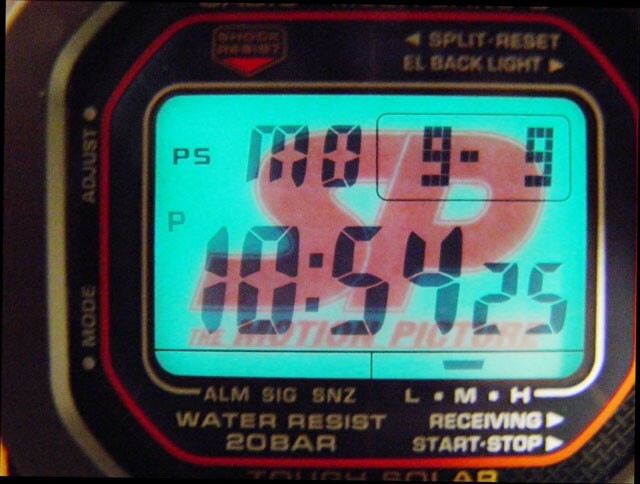 SHOCK RESIST
◄ SPLIT·RESET
EL BACK LIGHT ►
ADJUST ●
● MODE
PS MO 9- 9
P
10:54 25
SP
THE MOTION PICTURE
ALM SIG SNZ L • M • H
WATER RESIST
20BAR
RECEIVING ►
START·STOP ►
TOUGH SOLAR